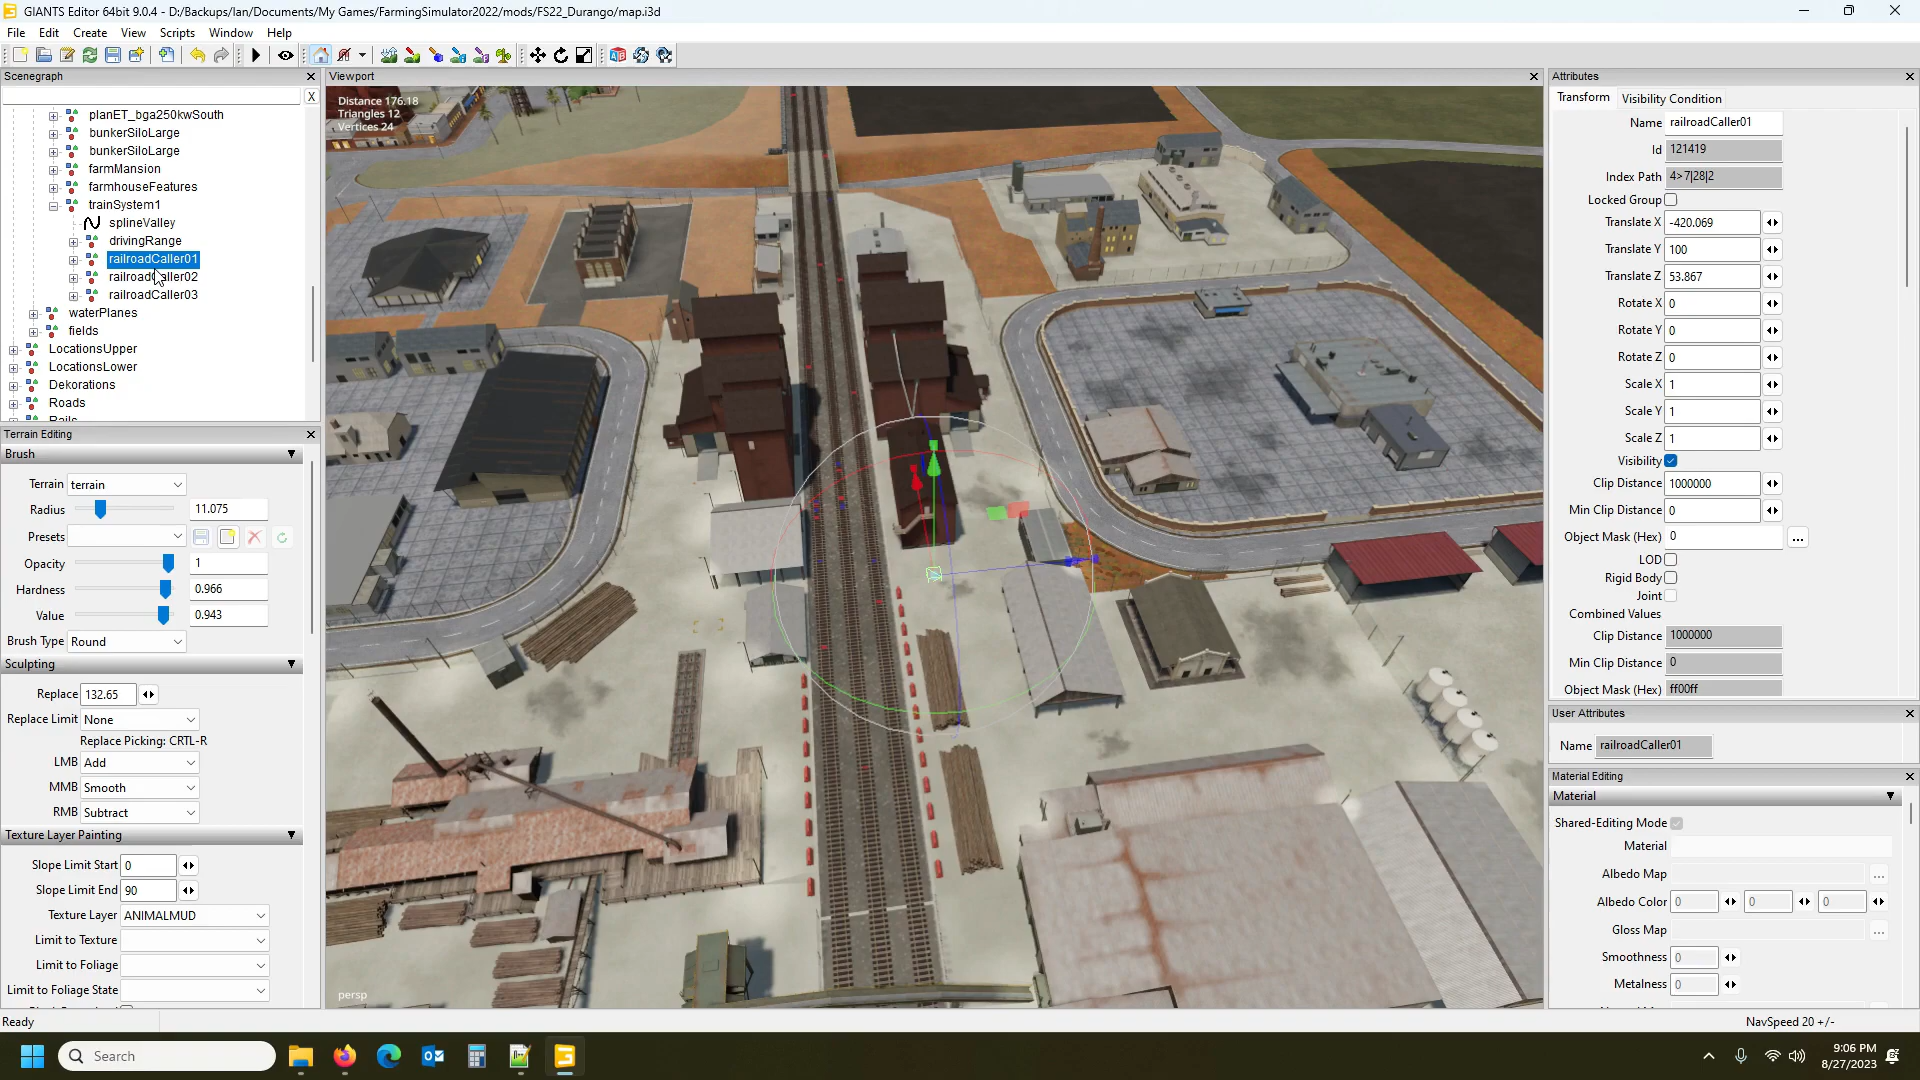 GIANTS Editor 64bit 9.0.4 - D:/Backups/Ian/Documents/My Games/FarmingSimulator2022/mods/FS22_Durango/map.i3d
File Edit Create View Scripts Window Help
Scenegraph
X
planET_bga250kwSouth
bunkerSiloLarge
bunkerSiloLarge
farmMansion
farmhouseFeatures
trainSystem1
splineValley
drivingRange
railroadCaller01
railroadCaller02
railroadCaller03
waterPlanes
fields
LocationsUpper
LocationsLower
Dekorations
Roads
Rails
Terrain Editing
Brush
Terrain terrain
Radius 11.075
Presets
Opacity 1
Hardness 0.966
Value 0.943
Brush Type Round
Sculpting
Replace 132.65
Replace Limit None
Replace Picking: CRTL-R
LMB Add
MMB Smooth
RMB Subtract
Texture Layer Painting
Slope Limit Start 0
Slope Limit End 90
Texture Layer ANIMALMUD
Limit to Texture
Limit to Foliage
Limit to Foliage State
Viewport
Distance 176.18
Triangles 12
Vertices 24
persp
Attributes
Transform Visibility Condition
Name railroadCaller01
Id 121419
Index Path 4>7|28|2
Locked Group
Translate X -420.069
Translate Y 100
Translate Z 53.867
Rotate X 0
Rotate Y 0
Rotate Z 0
Scale X 1
Scale Y 1
Scale Z 1
Visibility
Clip Distance 1000000
Min Clip Distance 0
Object Mask (Hex) 0 ...
LOD
Rigid Body
Joint
Combined Values
Clip Distance 1000000
Min Clip Distance 0
Object Mask (Hex) ff00ff
User Attributes
Name railroadCaller01
Material Editing
Material
Shared-Editing Mode
Material
Albedo Map ...
Albedo Color 0 0 0
Gloss Map ...
Smoothness 0
Metalness 0
Ready
NavSpeed 20 +/-
Search
9:06 PM
8/27/2023